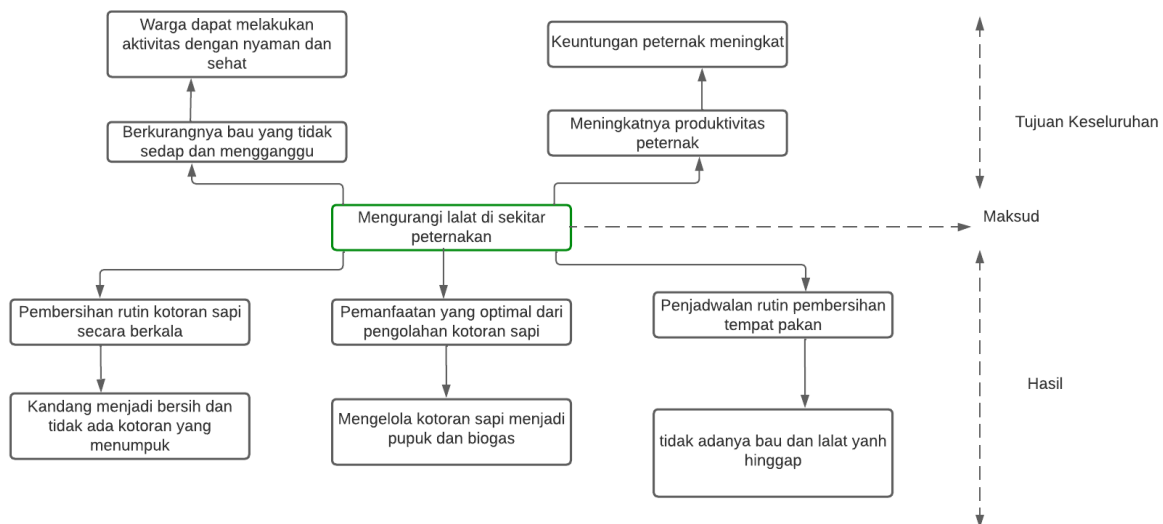 Warga dapat melakukan
aktivitas dengan nyaman dan
sehat
Keuntungan peternak meningkat
Berkurangnya bau yang tidak
sedap dan mengganggu
Meningkatnya produktivitas
peternak
Tujuan Keseluruhan
Mengurangi lalat di sekitar
peternakan
Maksud
Pembersihan rutin kotoran sapi
secara berkala
Pemanfaatan yang optimal dari
pengolahan kotoran sapi
Penjadwalan rutin pembersihan
tempat pakan
Hasil
Kandang menjadi bersih dan
tidak ada kotoran yang
menumpuk
Mengelola kotoran sapi menjadi
pupuk dan biogas
tidak adanya bau dan lalat yanh
hinggap